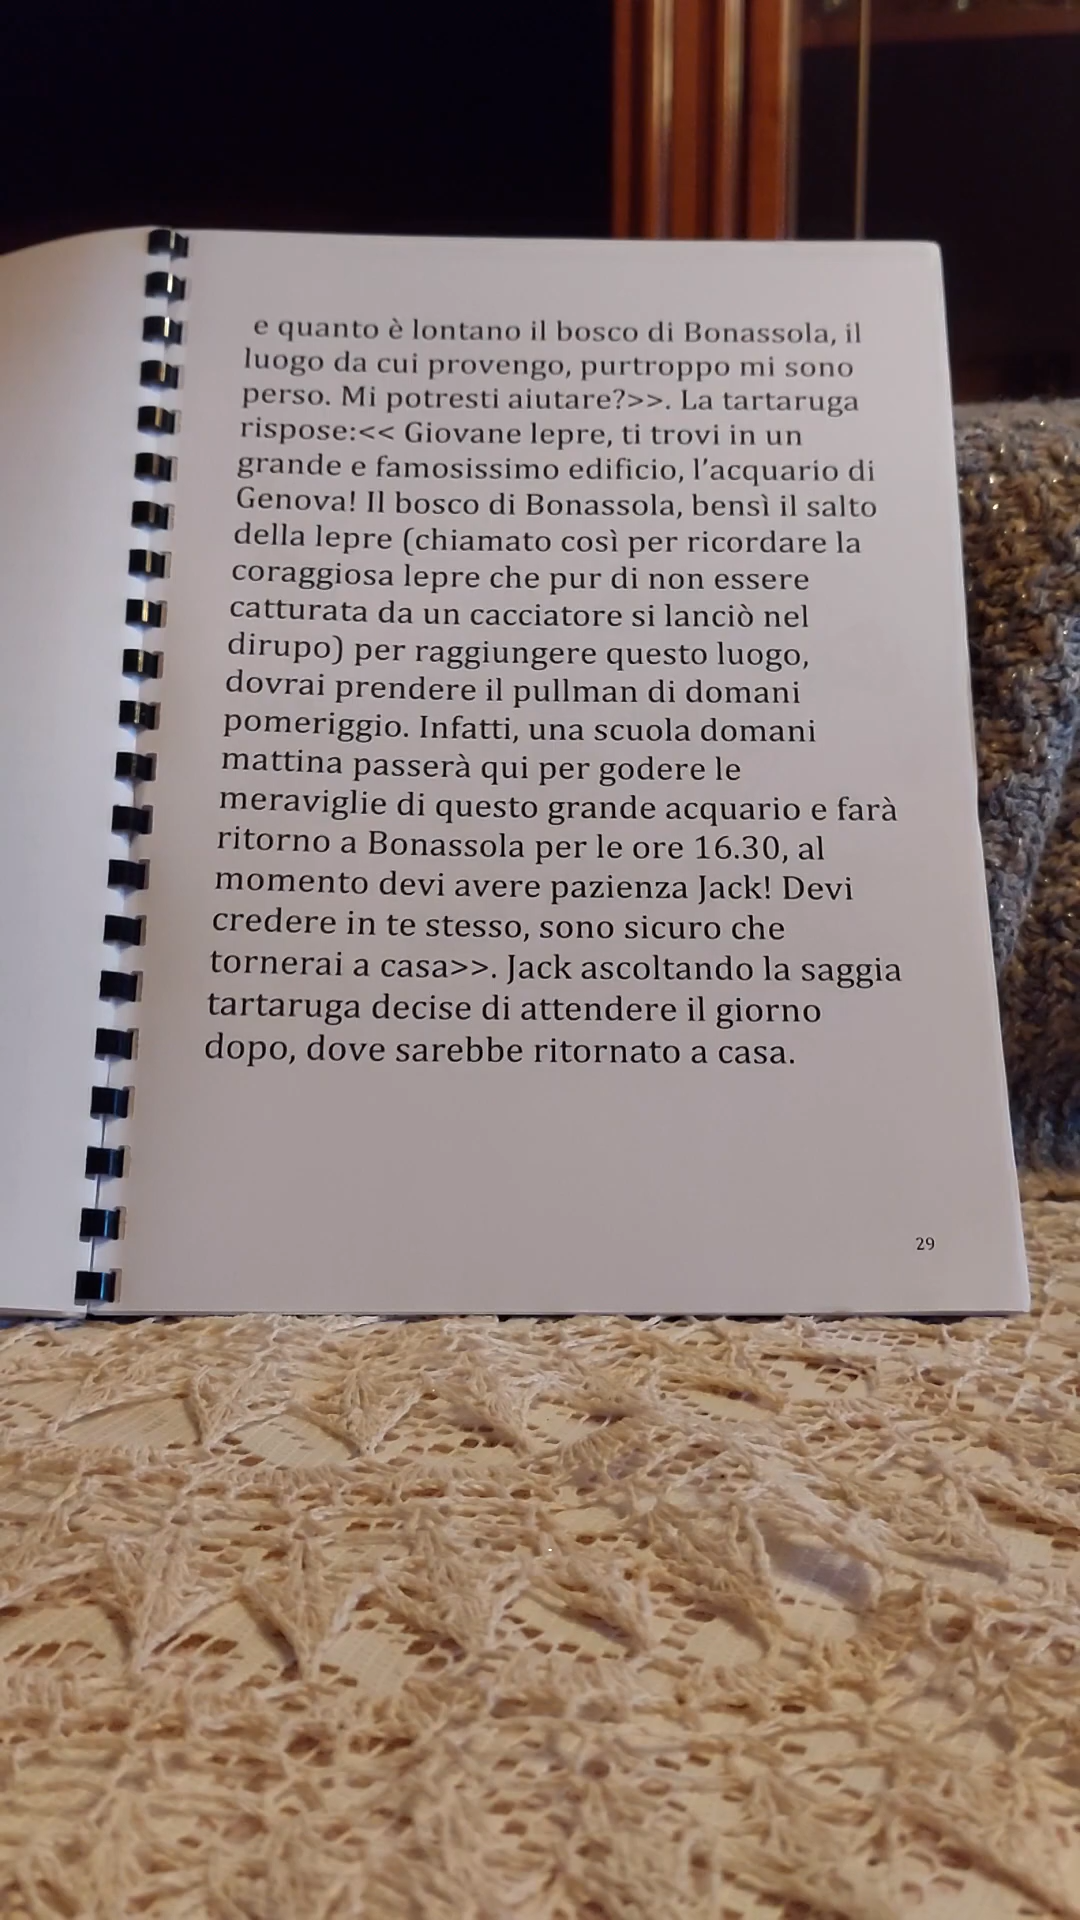 e quanto è lontano il bosco di Bonassola, il
luogo da cui provengo, purtroppo mi sono
perso. Mi potresti aiutare?>>. La tartaruga
rispose:<< Giovane lepre, ti trovi in un
grande e famosissimo edificio, l'acquario di
Genova! Il bosco di Bonassola, bensì il salto
della lepre (chiamato così per ricordare la
coraggiosa lepre che pur di non essere
catturata da un cacciatore si lanciò nel
dirupo) per raggiungere questo luogo,
dovrai prendere il pullman di domani
pomeriggio. Infatti, una scuola domani
mattina passerà qui per godere le
meraviglie di questo grande acquario e farà
ritorno a Bonassola per le ore 16.30, al
momento devi avere pazienza Jack! Devi
credere in te stesso, sono sicuro che
tornerai a casa>>. Jack ascoltando la saggia
tartaruga decise di attendere il giorno
dopo, dove sarebbe ritornato a casa.
29